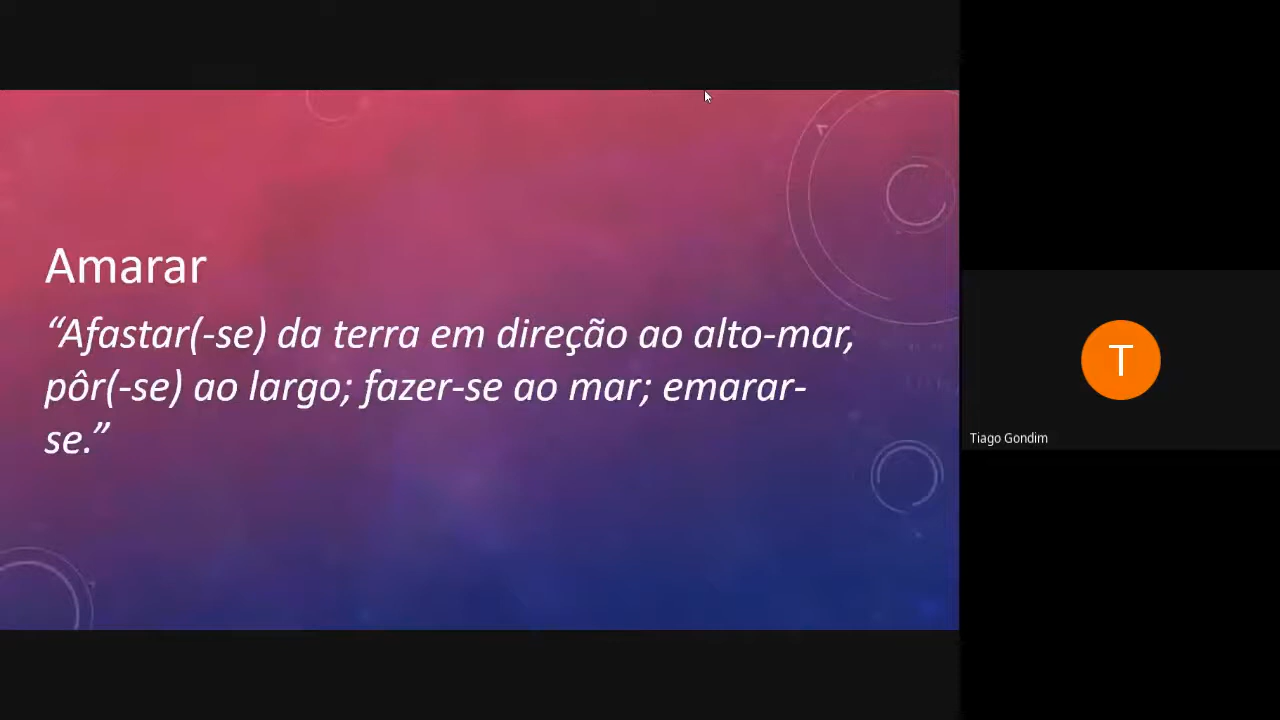 Amarar
“Afastar(-se) da terra em direção ao alto-mar,
pôr(-se) ao largo; fazer-se ao mar; emarar-
se.”
T
Tiago Gondim